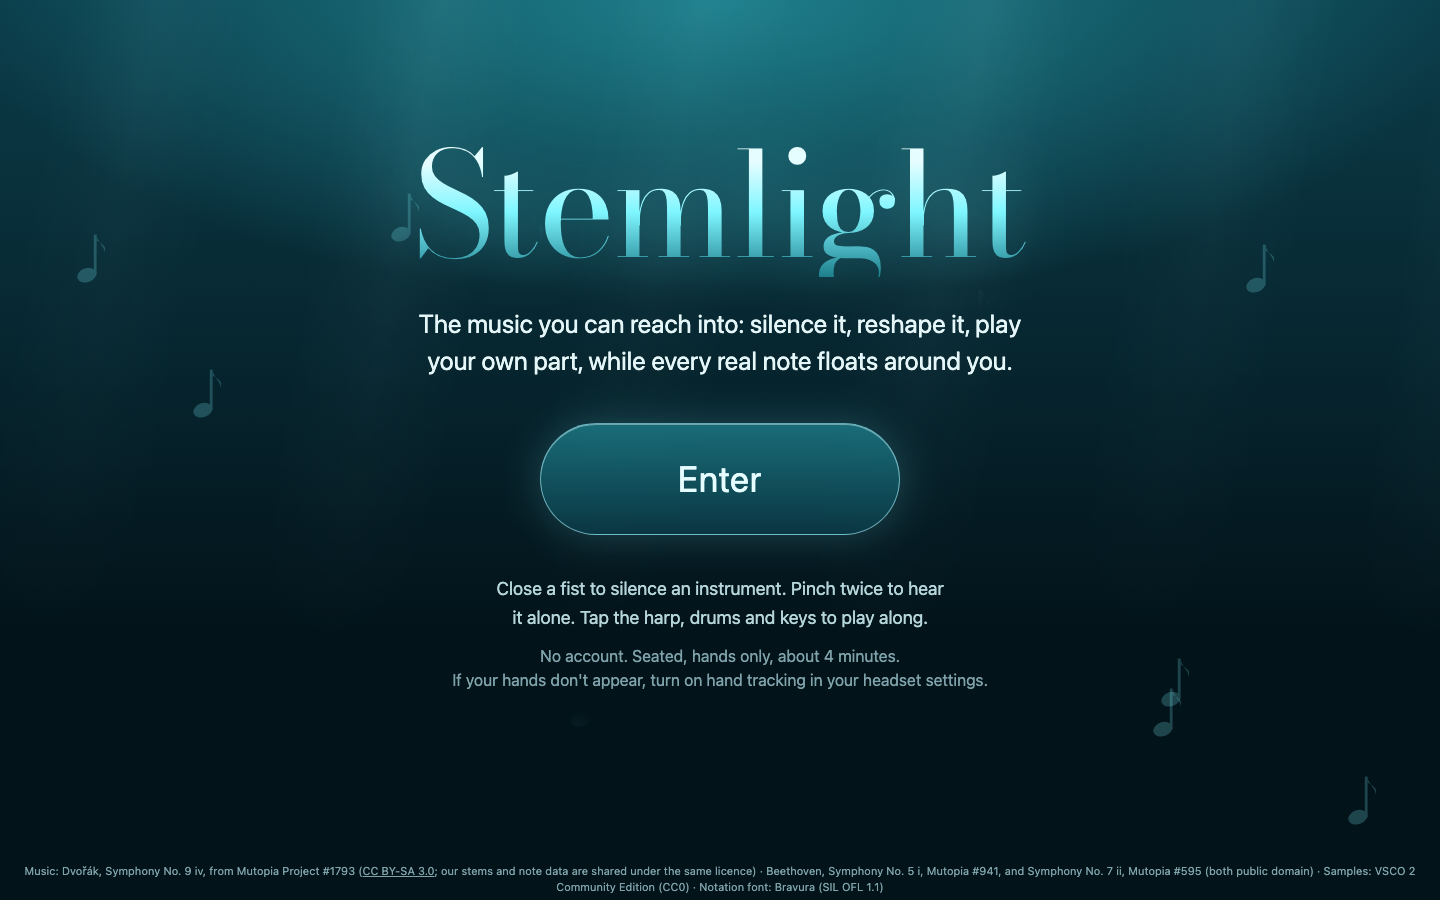 Stemlight
The music you can reach into: silence it, reshape it, play
your own part, while every real note floats around you.
Enter
Close a fist to silence an instrument. Pinch twice to hear
it alone. Tap the harp, drums and keys to play along.
No account. Seated, hands only, about 4 minutes.
If your hands don't appear, turn on hand tracking in your headset settings.
Music: Dvořák, Symphony No. 9 iv, from Mutopia Project #1793 (CC BY-SA 3.0; our stems and note data are shared under the same licence) · Beethoven, Symphony No. 5 i, Mutopia #941, and Symphony No. 7 ii, Mutopia #595 (both public domain) · Samples: VSCO 2
Community Edition (CC0) · Notation font: Bravura (SIL OFL 1.1)